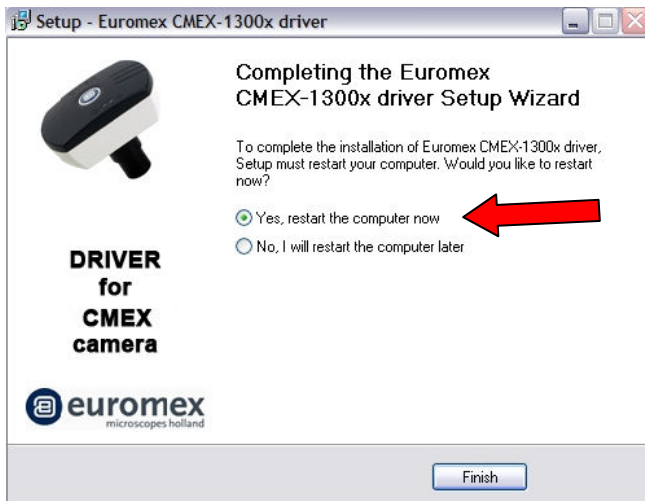 Setup - Euromex CMEX-1300x driver
Completing the Euromex
CMEX-1300x driver Setup Wizard
To complete the installation of Euromex CMEX-1300x driver,
Setup must restart your computer. Would you like to restart
now?
Yes, restart the computer now
No, I will restart the computer later
DRIVER
for
CMEX
camera
euromex
microscopes holland
Finish